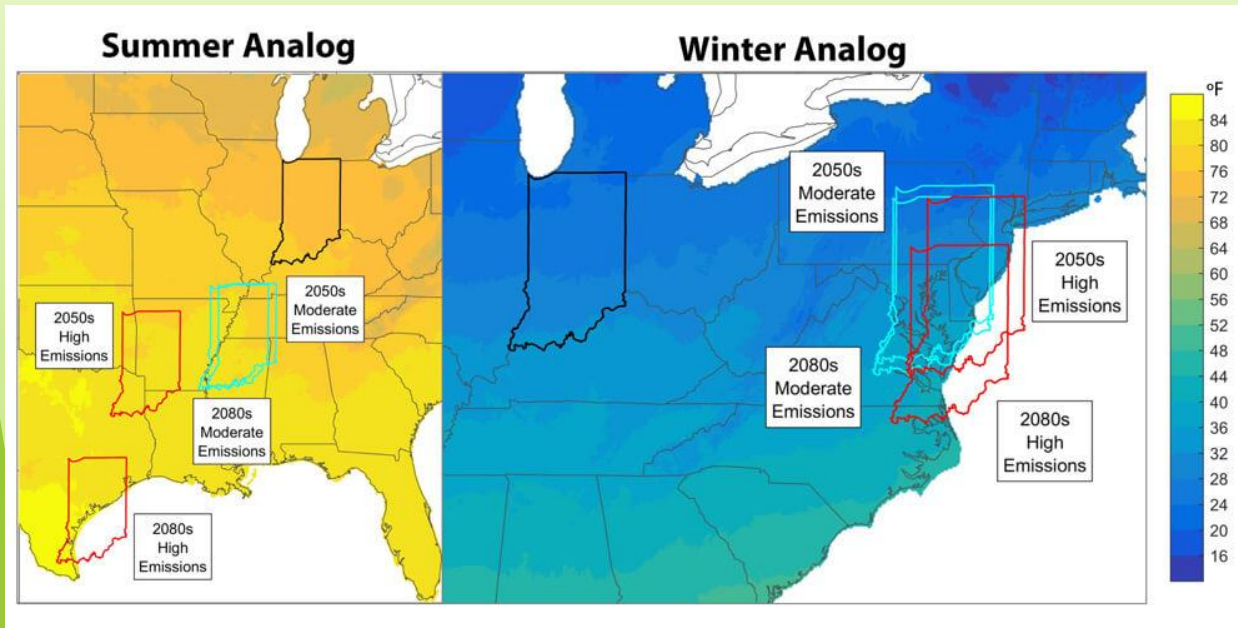 Summer Analog
Winter Analog
ºF
84
80
76
72
68
64
60
56
52
48
44
40
36
32
28
24
20
16
2050s
Moderate
Emissions
2050s
High
Emissions
2080s
Moderate
Emissions
2080s
High
Emissions
2050s
Moderate
Emissions
2050s
High
Emissions
2080s
Moderate
Emissions
2080s
High
Emissions